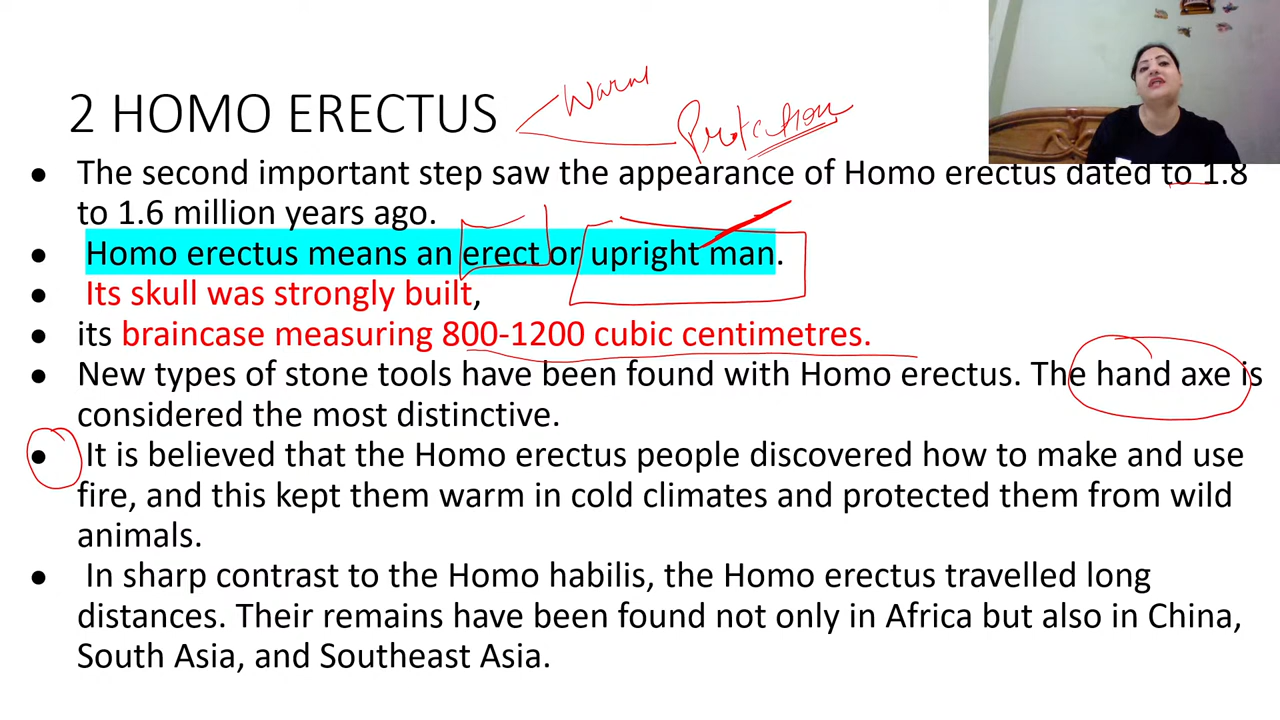 Warm
2 HOMO ERECTUS
Protection
● The second important step saw the appearance of Homo erectus dated to 1.8
to 1.6 million years ago.
● Homo erectus means an erect or upright man.
● Its skull was strongly built,
● its braincase measuring 800-1200 cubic centimetres.
● New types of stone tools have been found with Homo erectus. The hand axe is
considered the most distinctive.
● It is believed that the Homo erectus people discovered how to make and use
fire, and this kept them warm in cold climates and protected them from wild
animals.
● In sharp contrast to the Homo habilis, the Homo erectus travelled long
distances. Their remains have been found not only in Africa but also in China,
South Asia, and Southeast Asia.